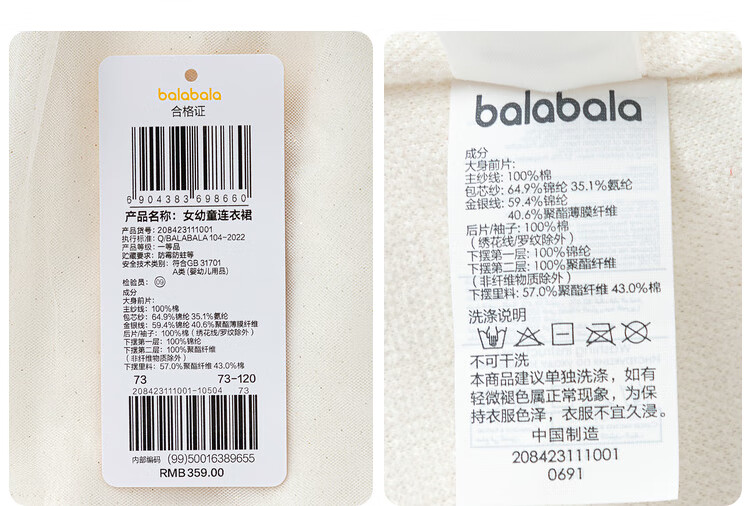 balabala
合格证
6 904383 698660
产品名称：女幼童连衣裙
产品货号：208423111001
执行标准：Q/BALABALA 104-2022
产品等级：一等品
贮藏要求：防霉防蛀等
安全技术类别：符合GB 31701
A类 (婴幼儿用品)
检验员： 09
成分
大身前片：
主纱线：100%棉
包芯纱：64.9%锦纶 35.1%氨纶
金银线：59.4%锦纶 40.6%聚酯薄膜纤维
后片/袖子：100%棉（绣花线/罗纹除外）
下摆第一层：100%锦纶
下摆第二层：100%聚酯纤维
（非纤维物质除外）
下摆里料：57.0%聚酯纤维 43.0%棉
73 73-120
208423111001-10504 73
内部编码 (99)50016389655
RMB359.00
balabala
成分
大身前片：
主纱线：100%棉
包芯纱：64.9%锦纶 35.1%氨纶
金银线：59.4%锦纶
40.6%聚酯薄膜纤维
后片/袖子：100%棉
（绣花线/罗纹除外）
下摆第一层：100%锦纶
下摆第二层：100%聚酯纤维
（非纤维物质除外）
下摆里料：57.0%聚酯纤维 43.0%棉
洗涤说明
不可干洗
本商品建议单独洗涤，如有
轻微褪色属正常现象，为保
持衣服色泽，衣服不宜久浸。
中国制造
208423111001
0691